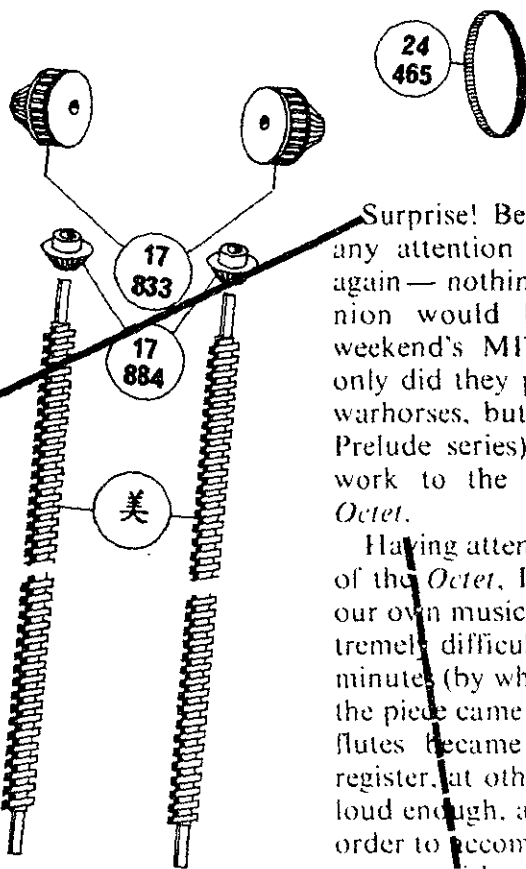 24
465
17
833
17
884
美
Surprise! Be
any attention
again— nothin
nion would
weekend's MI
only did they p
warhorses, but
Prelude series)
work to the
Octet.
Having atten
of the Octet, I
our own music
tremely difficul
minutes (by wh
the piece came
flutes became
register, at oth
loud enough, a
order to accom